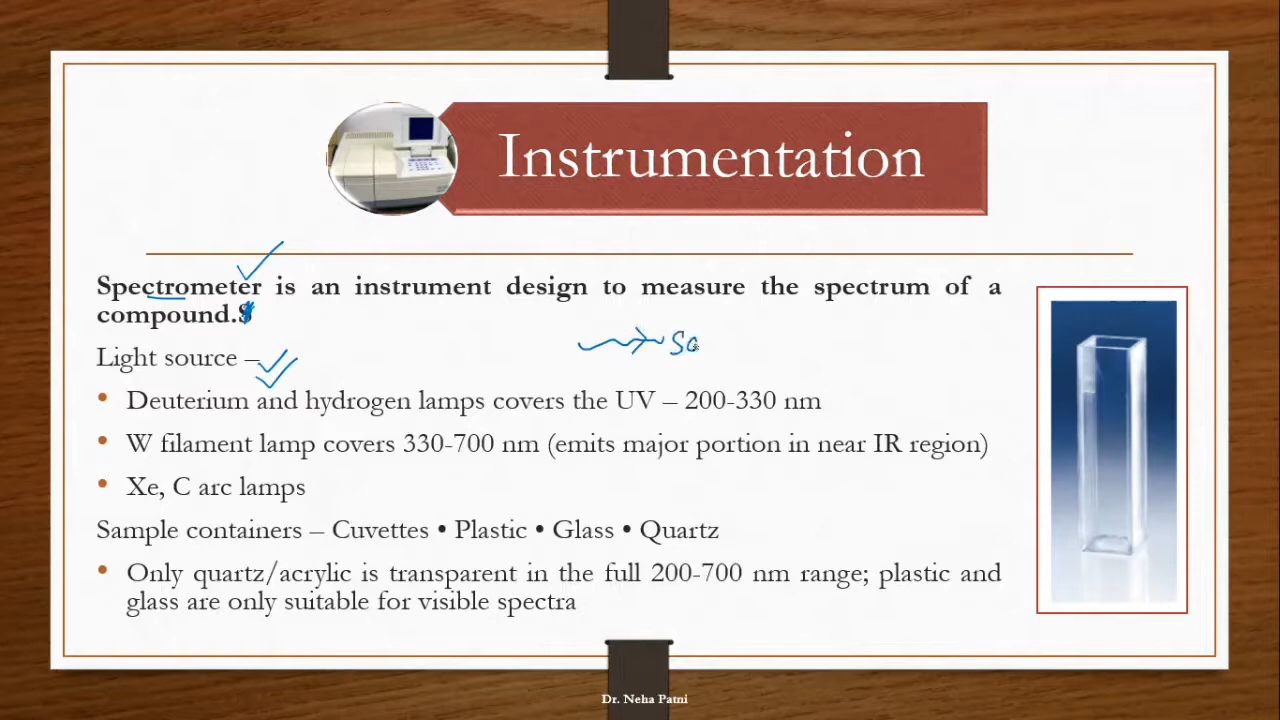 Instrumentation
Spectrometer is an instrument design to measure the spectrum of a
compound.
Light source –
• Deuterium and hydrogen lamps covers the UV – 200-330 nm
• W filament lamp covers 330-700 nm (emits major portion in near IR region)
• Xe, C arc lamps
Sample containers – Cuvettes • Plastic • Glass • Quartz
• Only quartz/acrylic is transparent in the full 200-700 nm range; plastic and
glass are only suitable for visible spectra
Dr. Neha Patni